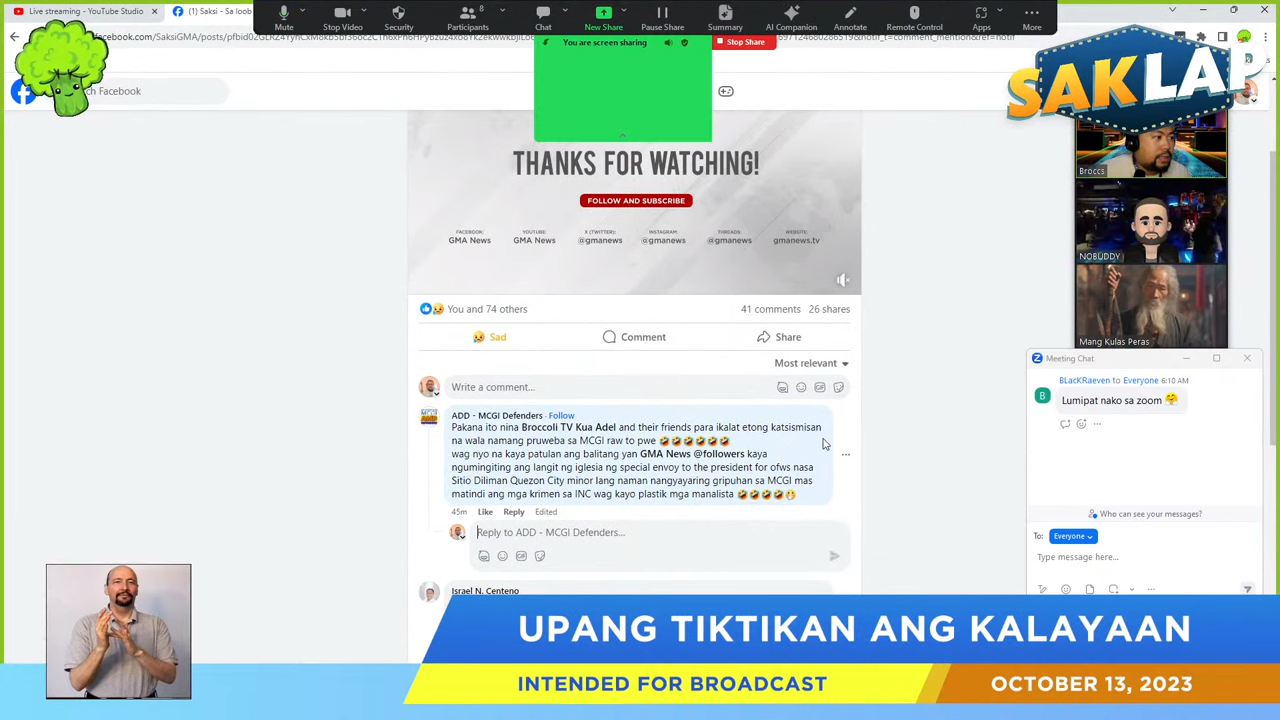 Live streaming - YouTube Studio
(1) Saksi - Sa loob
Mute
Stop Video
Security
Participants
8
Chat
New Share
Pause Share
Summary
AI Companion
Annotate
Remote Control
Apps
More
You are screen sharing
Stop Share
SAKLAP
THANKS FOR WATCHING!
FOLLOW AND SUBSCRIBE
FACEBOOK:
GMA News
YOUTUBE:
GMA News
X (TWITTER):
@gmanews
INSTAGRAM:
@gmanews
THREADS:
@gmanews
WEBSITE:
gmanews.tv
Broccs
NOBUDDY
Mang Kulas Peras
You and 74 others
41 comments 26 shares
Sad
Comment
Share
Most relevant
Write a comment...
ADD - MCGI Defenders Follow
Pakana ito nina Broccoli TV Kua Adel and their friends para ikalat etong katsismisan
na wala namang pruweba sa MCGI raw to pwe 🤣🤣🤣🤣🤣🤣
wag nyo na kaya patulan ang balitang yan GMA News @followers kaya
ngumingiting ang langit ng iglesia ng special envoy to the president for ofws nasa
Sitio Diliman Quezon City minor lang naman nangyayaring gripuhan sa MCGI mas
matindi ang mga krimen sa INC wag kayo plastik mga manalista 🤣🤣🤣🤣🤭
45m Like Reply Edited
Reply to ADD - MCGI Defenders...
Israel N. Centeno
Meeting Chat
BLacKRaeven to Everyone 6:10 AM
B
Lumipat nako sa zoom 🤗
Who can see your messages?
To: Everyone
Type message here...
UPANG TIKTIKAN ANG KALAYAAN
INTENDED FOR BROADCAST
OCTOBER 13, 2023